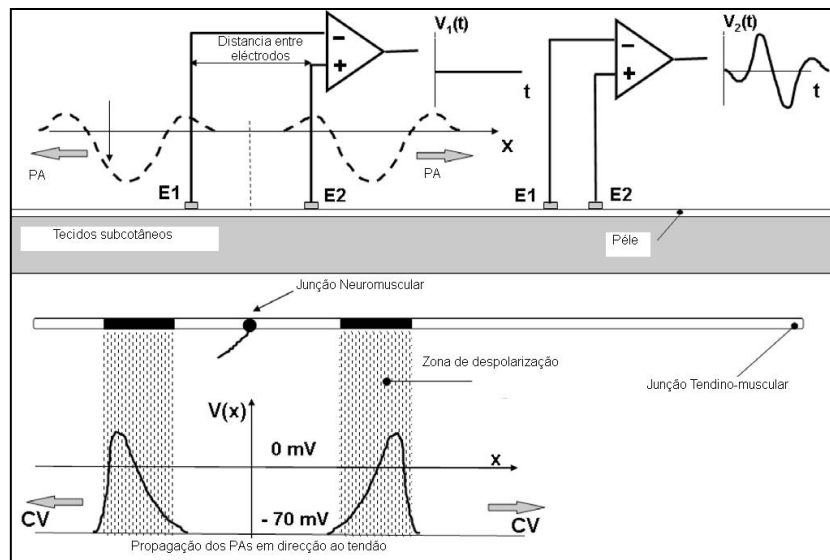 Distancia entre
eléctrodos
V₁(t)
V₂(t)
−
+
−
+
t
t
X
PA
PA
E1
E2
E1
E2
Tecidos subcotâneos
Péle
Junção Neuromuscular
Zona de despolarização
Junção Tendino-muscular
V(x)
0 mV
x
- 70 mV
CV
CV
Propagação dos PAs em direcção ao tendão